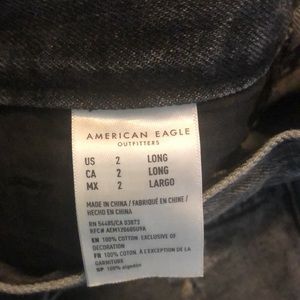 AMERICAN EAGLE
OUTFITTERS
US 2 LONG
CA 2 LONG
MX 2 LARGO
MADE IN CHINA / FABRIQUÉ EN CHINE /
HECHO EN CHINA
RN 54485/CA 03872
EN 100% COTTON. EXCLUSIVE OF
DECORATION
FR 100% COTON. À L'EXCEPTION DE LA
GARNITURE
SP 100% algodón